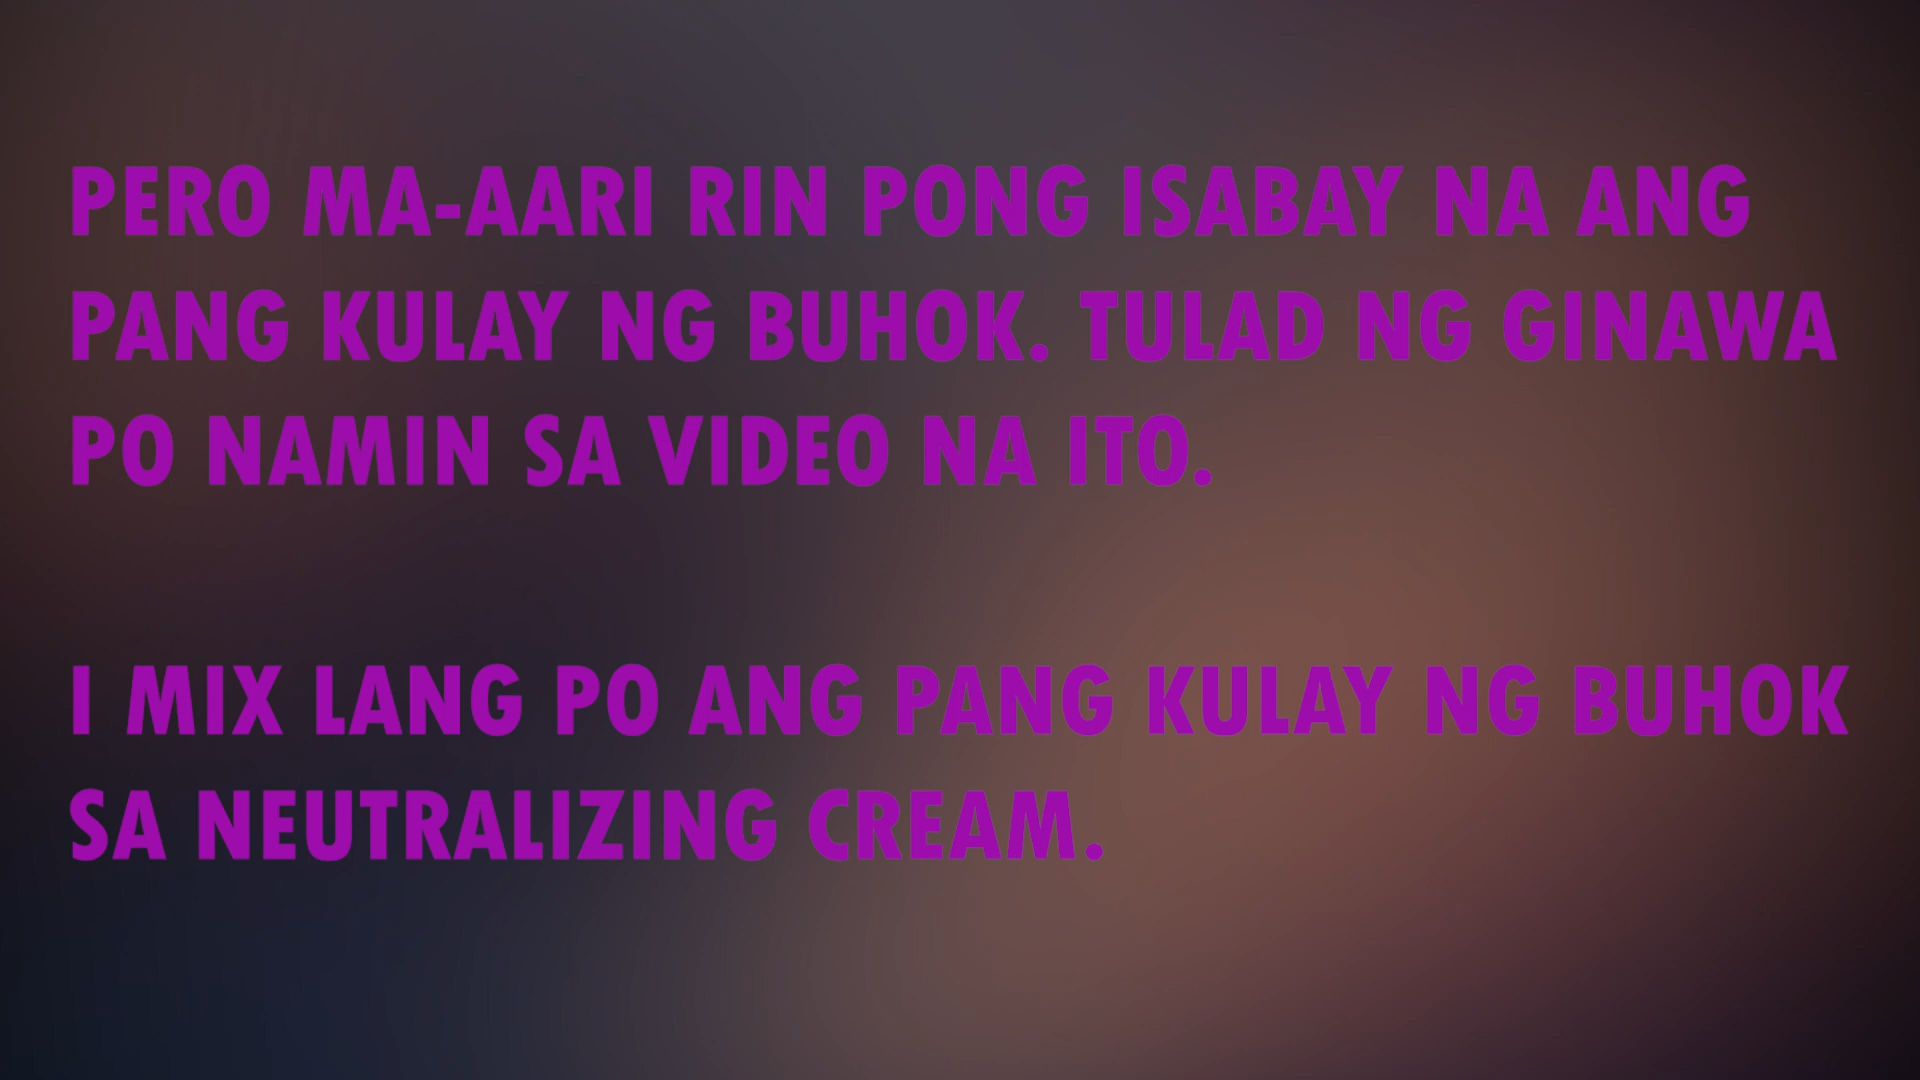 PERO MA-AARI RIN PONG ISABAY NA ANG
PANG KULAY NG BUHOK. TULAD NG GINAWA
PO NAMIN SA VIDEO NA ITO.
I MIX LANG PO ANG PANG KULAY NG BUHOK
SA NEUTRALIZING CREAM.